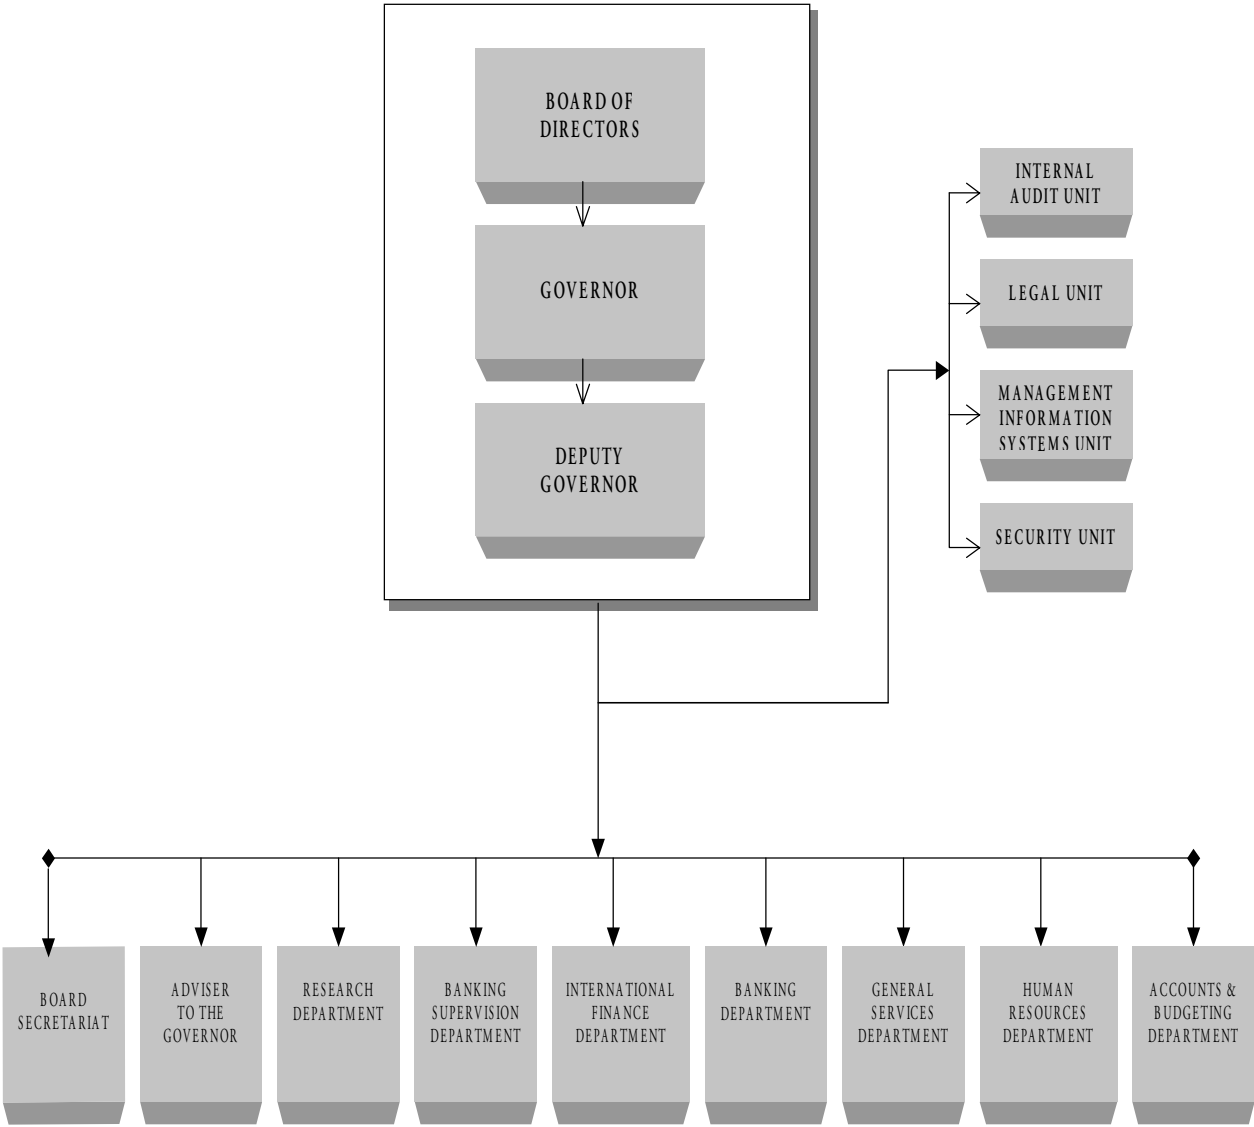 BOARD OF
DIRECTORS
GOVERNOR
DEPUTY
GOVERNOR
INTERNAL
AUDIT UNIT
LEGAL UNIT
MANAGEMENT
INFORMATION
SYSTEMS UNIT
SECURITY UNIT
BOARD
SECRETARIAT
ADVISER
TO THE
GOVERNOR
RESEARCH
DEPARTMENT
BANKING
SUPERVISION
DEPARTMENT
INTERNATIONAL
FINANCE
DEPARTMENT
BANKING
DEPARTMENT
GENERAL
SERVICES
DEPARTMENT
HUMAN
RESOURCES
DEPARTMENT
ACCOUNTS &
BUDGETING
DEPARTMENT